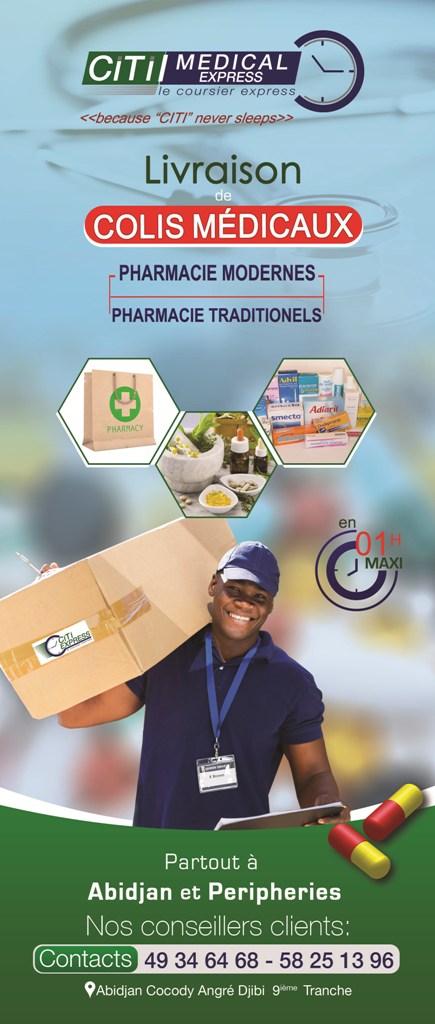 CiTi MEDICAL
EXPRESS
le coursier express
<<because "CITI" never sleeps>>
Livraison
de
COLIS MÉDICAUX
PHARMACIE MODERNES
PHARMACIE TRADITIONELS
PHARMACY
Advil
smecta
Adiaril
en
01H
MAXI
CiTi
EXPRESS
Partout à
Abidjan et Peripheries
Nos conseillers clients:
Contacts 49 34 64 68 - 58 25 13 96
Abidjan Cocody Angré Djibi 9ième Tranche